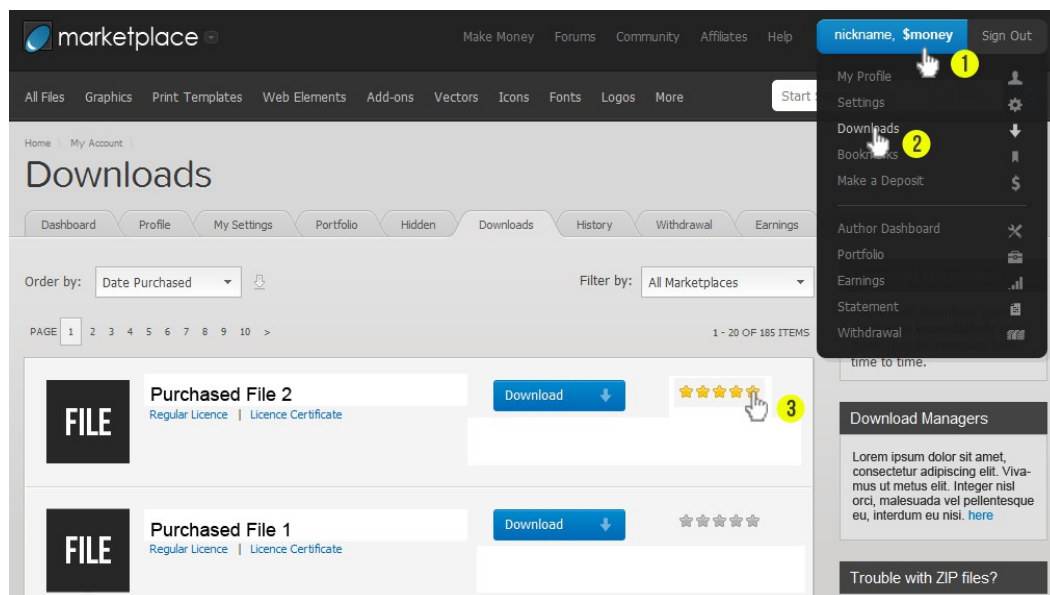 marketplace
Make Money Forums Community Affiliates Help
nickname, $money Sign Out
1
All Files Graphics Print Templates Web Elements Add-ons Vectors Icons Fonts Logos More
Start
My Profile
Settings
Downloads
2
Bookmarks
Make a Deposit
Author Dashboard
Portfolio
Earnings
Statement
Withdrawal
Home \ My Account \
Downloads
Dashboard Profile My Settings Portfolio Hidden Downloads History Withdrawal Earnings
Order by: Date Purchased
Filter by: All Marketplaces
PAGE 1 2 3 4 5 6 7 8 9 10 >
1 - 20 OF 185 ITEMS
time to time.
FILE
Purchased File 2
Regular Licence | Licence Certificate
Download
3
FILE
Purchased File 1
Regular Licence | Licence Certificate
Download
Download Managers
Lorem ipsum dolor sit amet,
consectetur adipiscing elit. Viva-
mus ut metus elit. Integer nisl
orci, malesuada vel pellentesque
eu, interdum eu nisi. here
Trouble with ZIP files?